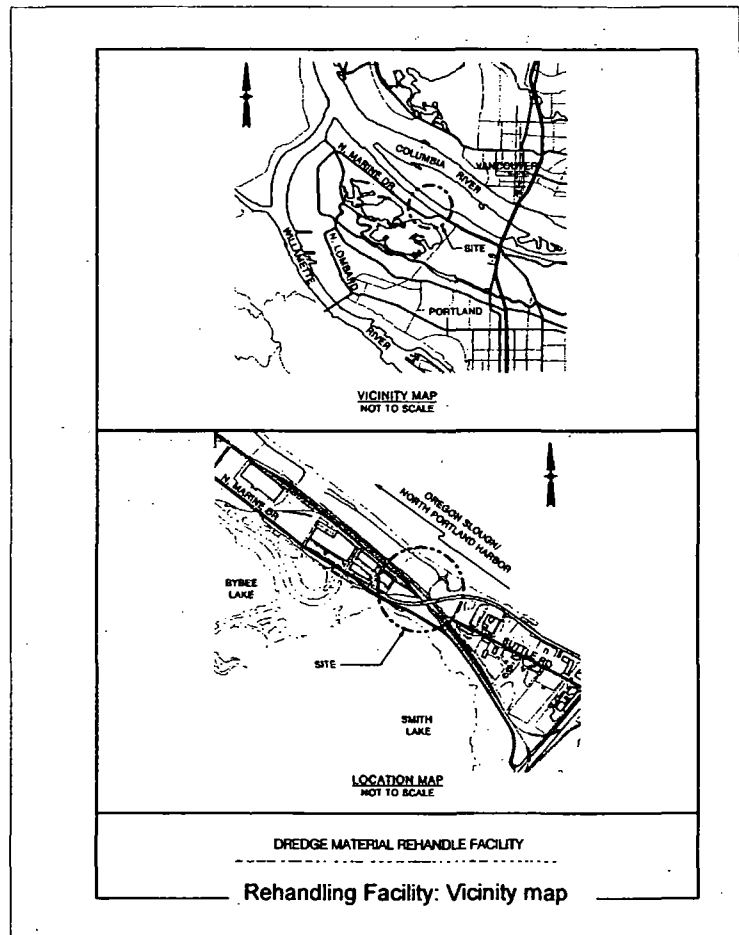 N. MARINE DR
COLUMBIA
RIVER
VANCOUVER
SITE
N. LOMBARD
WILLAMETTE
RIVER
PORTLAND
VICINITY MAP
NOT TO SCALE
N. MARINE DR
OREGON SLOUGH/
NORTH PORTLAND HARBOR
BYBEE
LAKE
SUTTLE RD
SITE
SMITH
LAKE
LOCATION MAP
NOT TO SCALE
DREDGE MATERIAL REHANDLE FACILITY
Rehandling Facility: Vicinity map